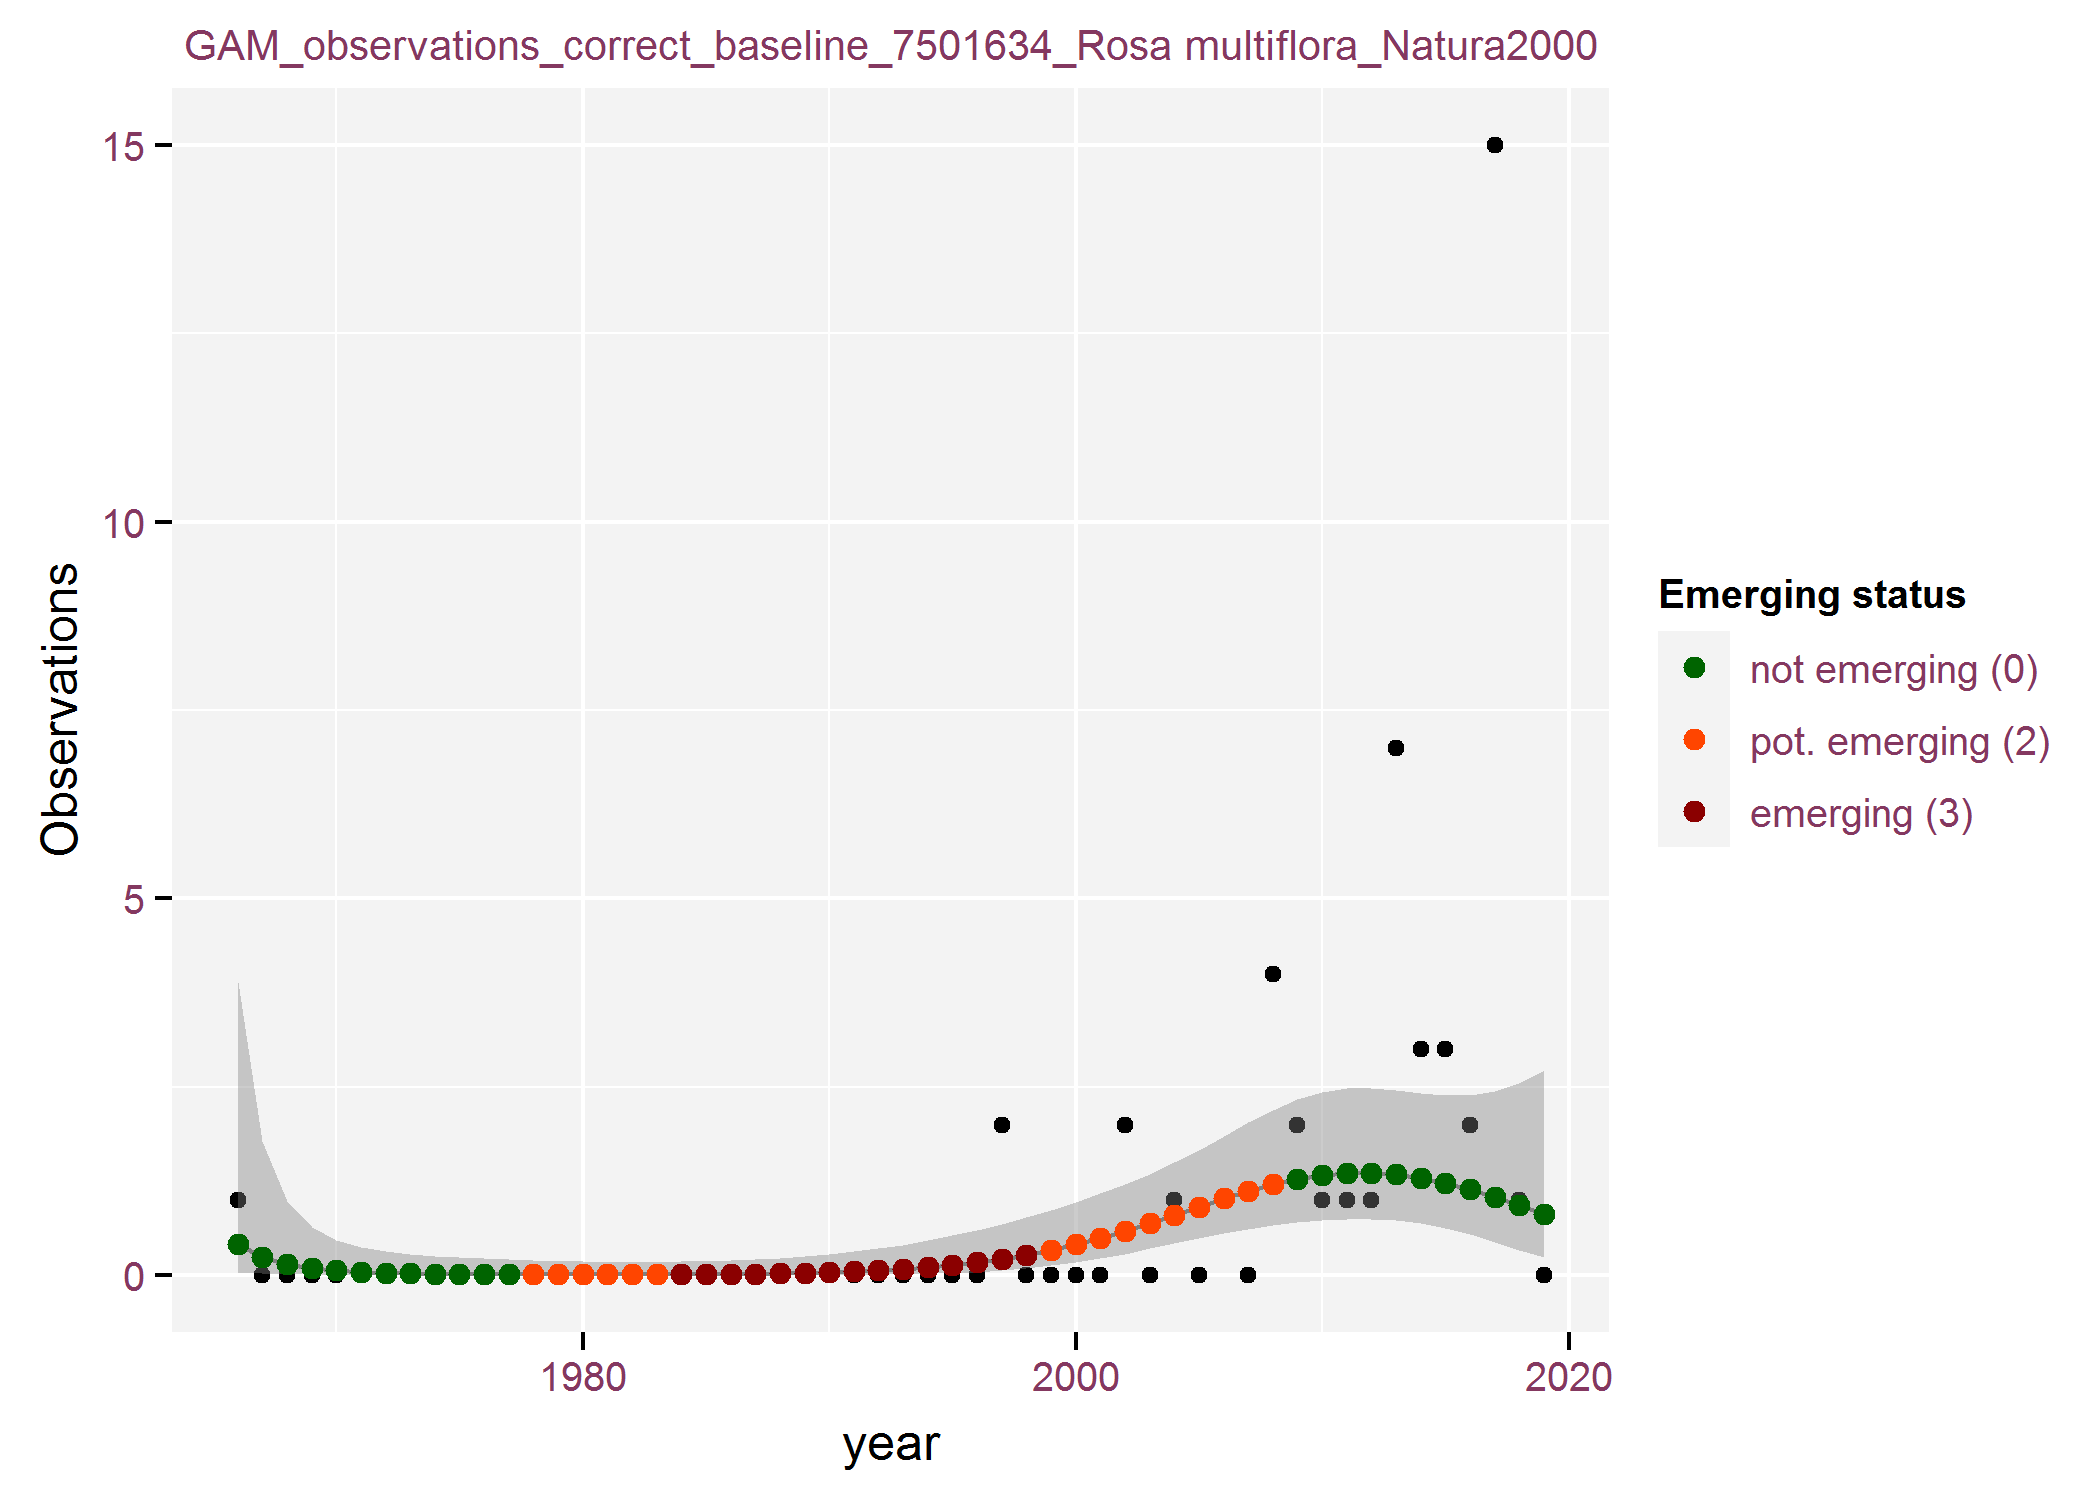 GAM_observations_correct_baseline_7501634_Rosa multiflora_Natura2000
15
10
5
0
Observations
1980
2000
2020
year
Emerging status
not emerging (0)
pot. emerging (2)
emerging (3)